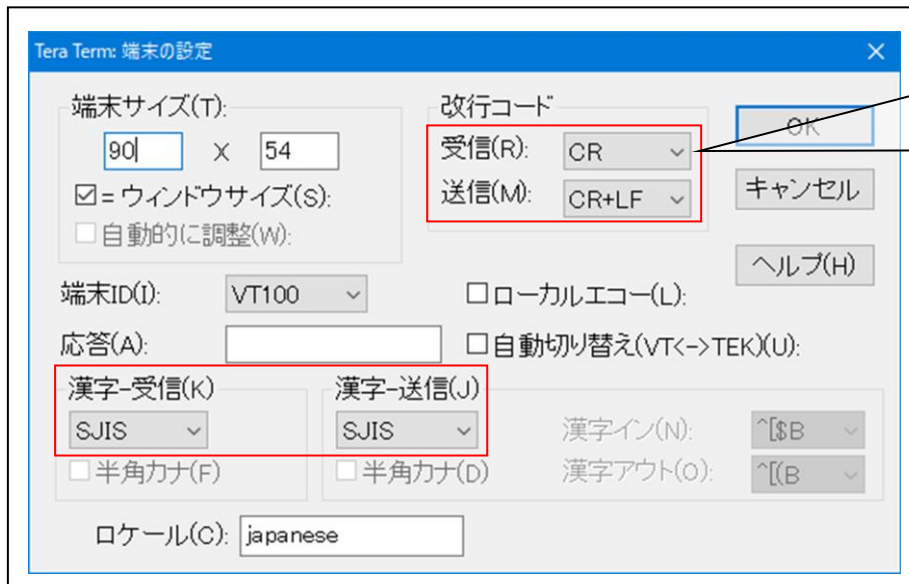 Tera Term: 端末の設定
端末サイズ(T):
90 X 54
☑= ウィンドウサイズ(S):
□自動的に調整(W):
改行コード
受信(R): CR
送信(M): CR+LF
OK
キャンセル
ヘルプ(H)
端末ID(I): VT100
□ローカルエコー(L):
応答(A):
□自動切り替え(VT<->TEK)(U):
漢字-受信(K)
SJIS
□半角カナ(F)
漢字-送信(J)
SJIS
□半角カナ(D)
漢字イン(N): ^[$B
漢字アウト(O): ^[(B
ロケール(C): japanese